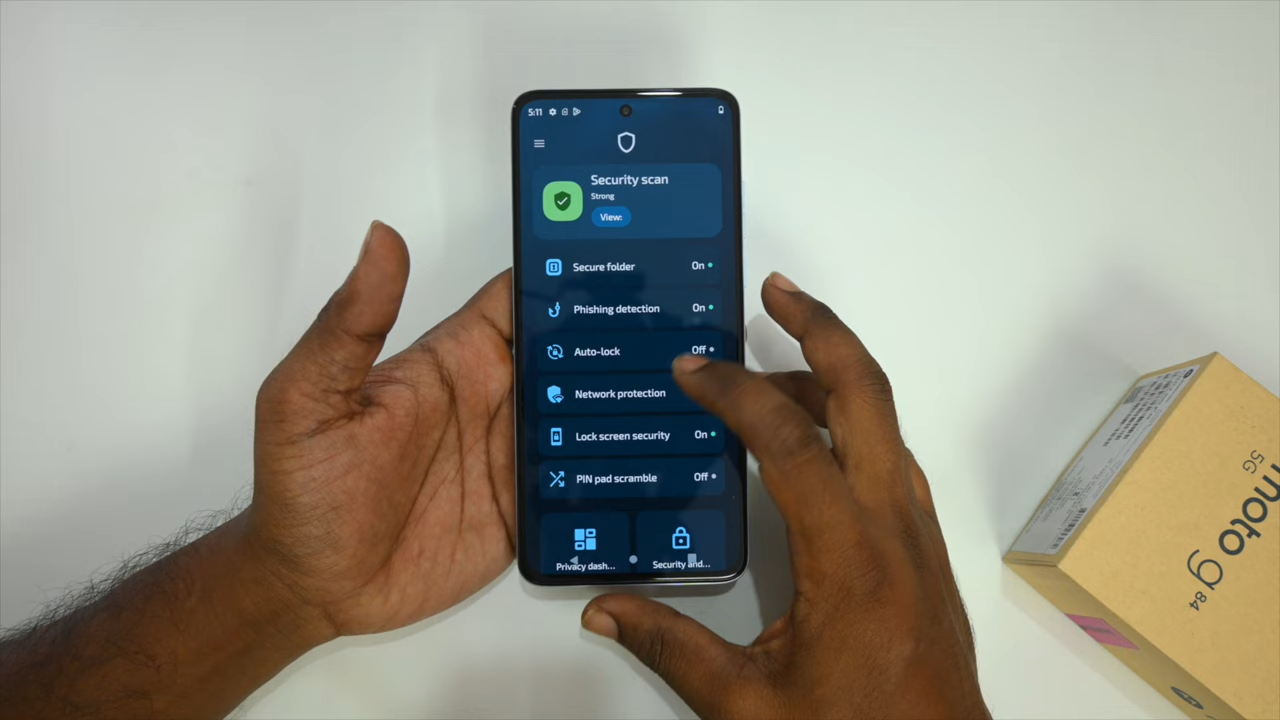 5:11
Security scan
Strong
View
Secure folder On
Phishing detection On
Auto-lock Off
Network protection
Lock screen security On
PIN pad scramble Off
Privacy dash... Security and...
moto g84
5G